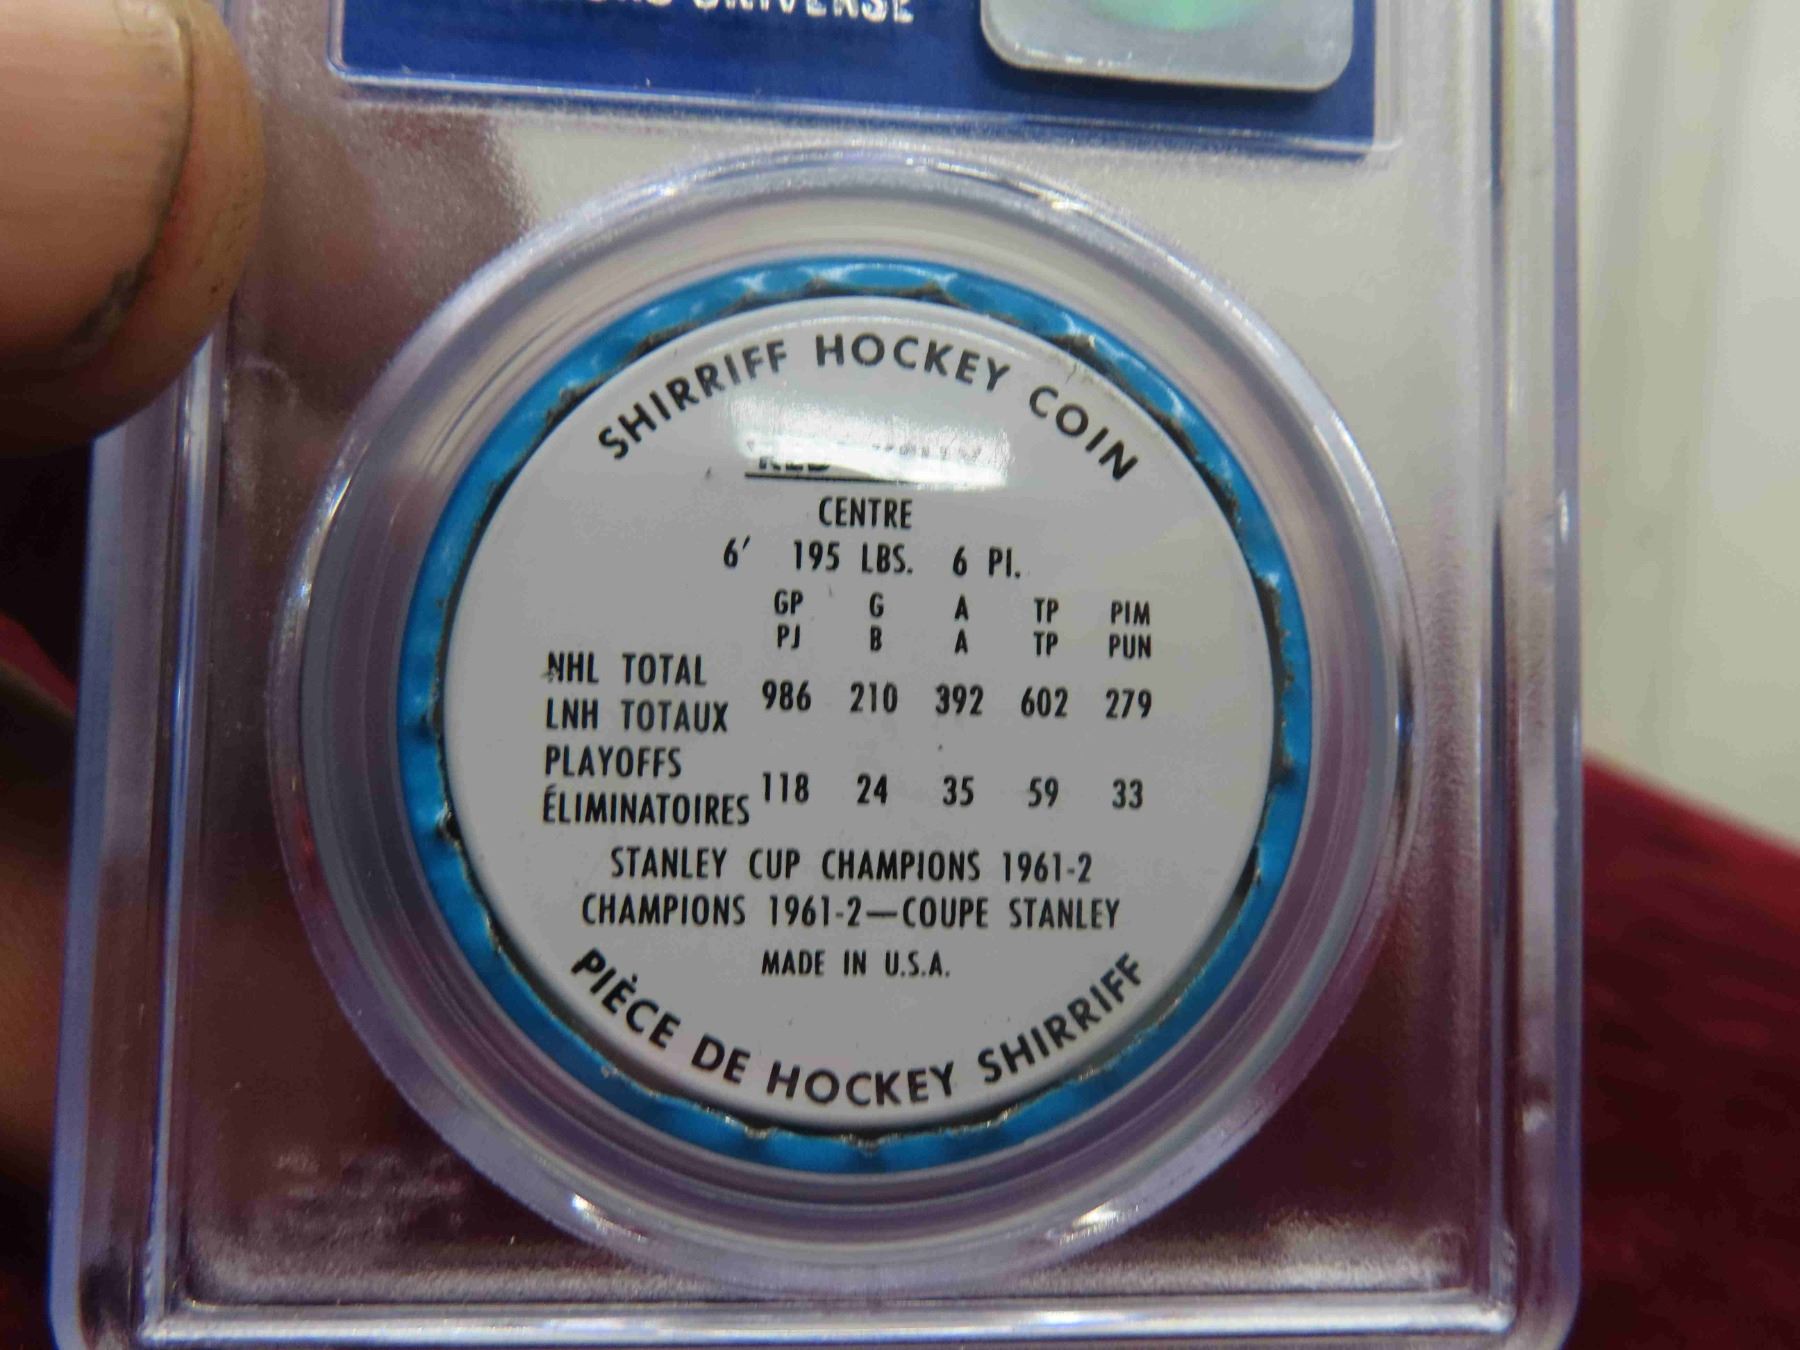 UNIVERSE
SHIRRIFF HOCKEY COIN
CENTRE
6′ 195 LBS. 6 PI.
GP G A TP PIM
PJ B A TP PUN
NHL TOTAL
LNH TOTAUX 986 210 392 602 279
PLAYOFFS
ÉLIMINATOIRES 118 24 35 59 33
STANLEY CUP CHAMPIONS 1961-2
CHAMPIONS 1961-2—COUPE STANLEY
MADE IN U.S.A.
PIÈCE DE HOCKEY SHIRRIFF